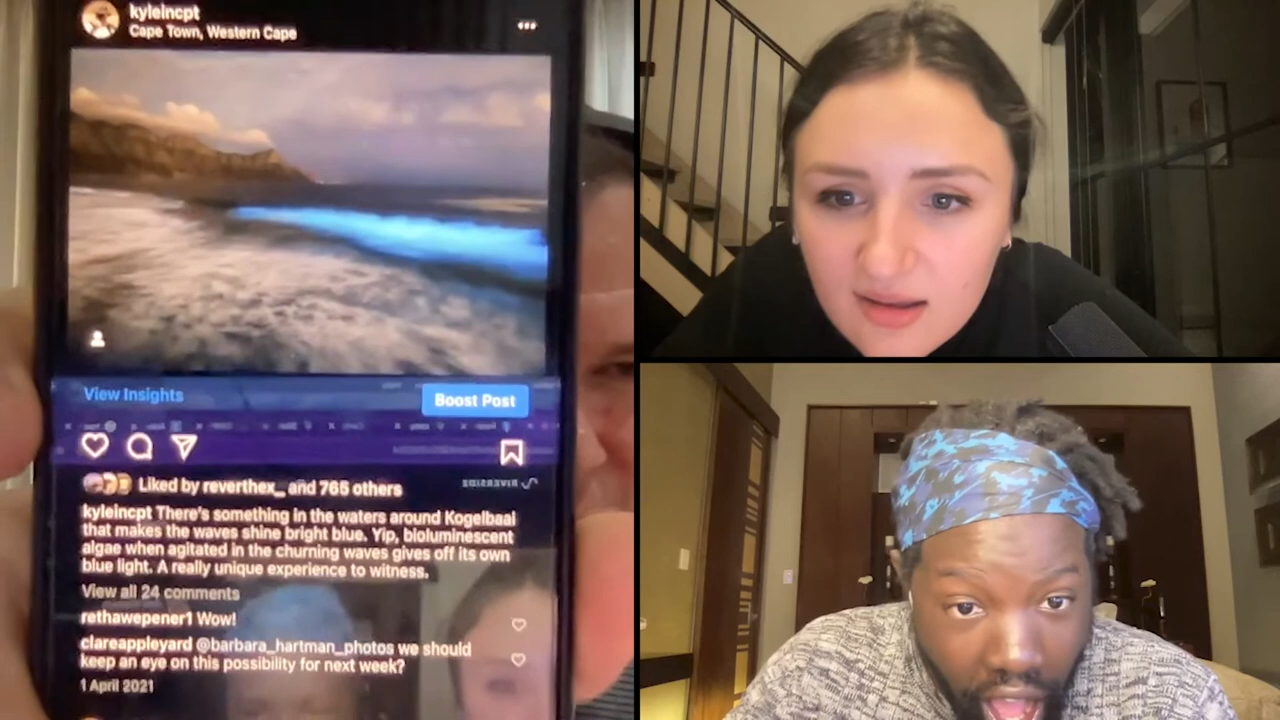 kyleincpt
Cape Town, Western Cape
View Insights
Boost Post
Liked by reverthex_ and 765 others
kyleincpt There's something in the waters around Kogelbaai
that makes the waves shine bright blue. Yip, bioluminescent
algae when agitated in the churning waves gives off its own
blue light. A really unique experience to witness.
View all 24 comments
rethawepener1 Wow!
clareappleyard @barbara_hartman_photos we should
keep an eye on this possibility for next week?
1 April 2021